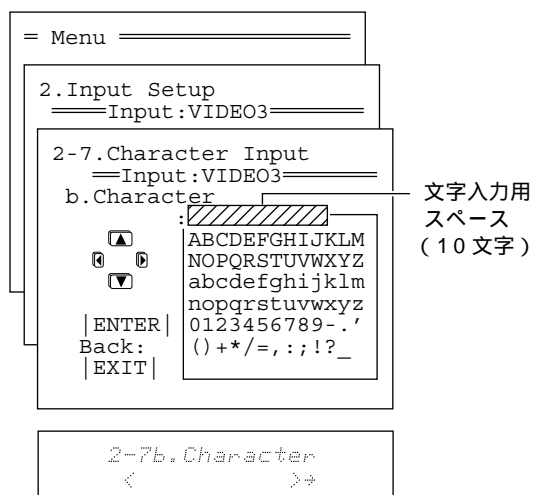 = Menu
2.Input Setup
Input:VIDEO3
2-7.Character Input
Input:VIDEO3
b.Character
:
文字入力用
スペース
(10文字)
ABCDEFGHIJKLM
NOPQRSTUVWXYZ
abcdefghijklm
nopqrstuvwxyz
0123456789-.’
()+*/=,:;!?_
|ENTER|
Back:
|EXIT|
2-7b.Character
< >→